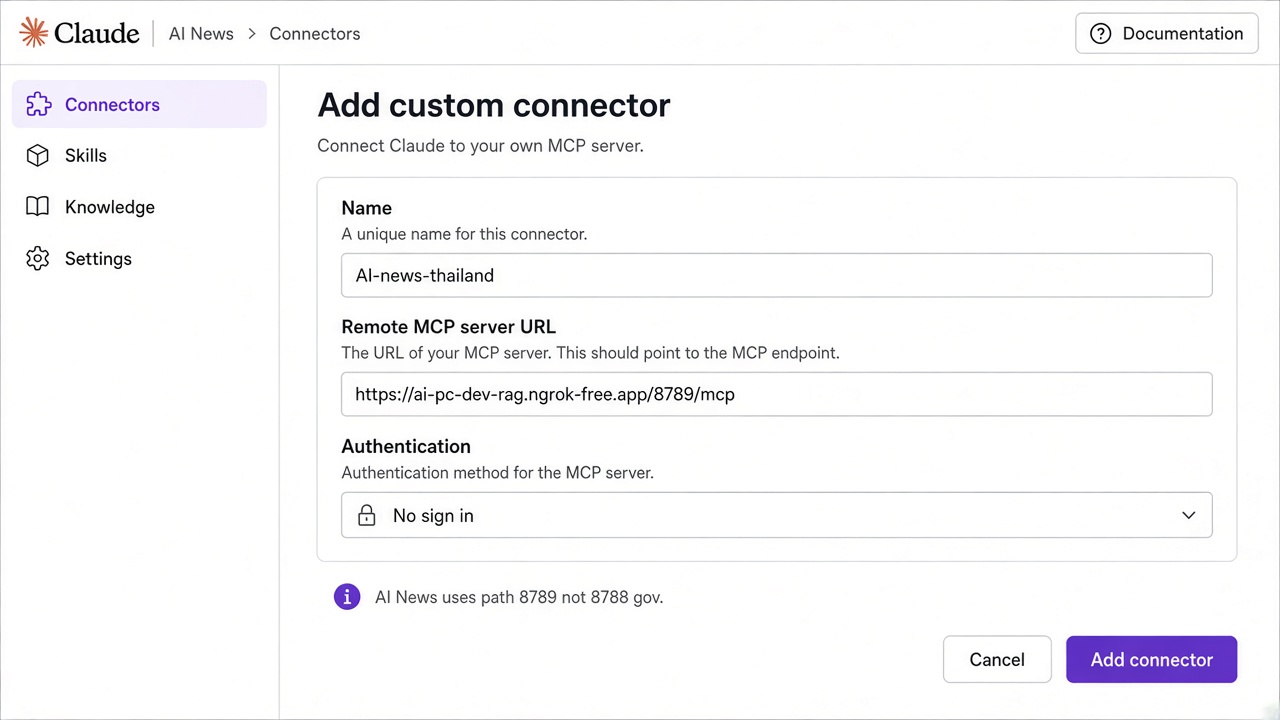 Claude
AI News > Connectors
Documentation
Connectors
Skills
Knowledge
Settings
Add custom connector
Connect Claude to your own MCP server.
Name
A unique name for this connector.
AI-news-thailand
Remote MCP server URL
The URL of your MCP server. This should point to the MCP endpoint.
https://ai-pc-dev-rag.ngrok-free.app/8789/mcp
Authentication
Authentication method for the MCP server.
No sign in
AI News uses path 8789 not 8788 gov.
Cancel
Add connector